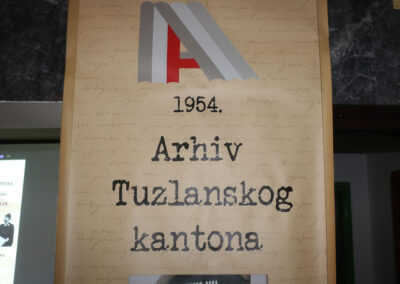 1954.
Arhiv
Tuzlanskog
kantona